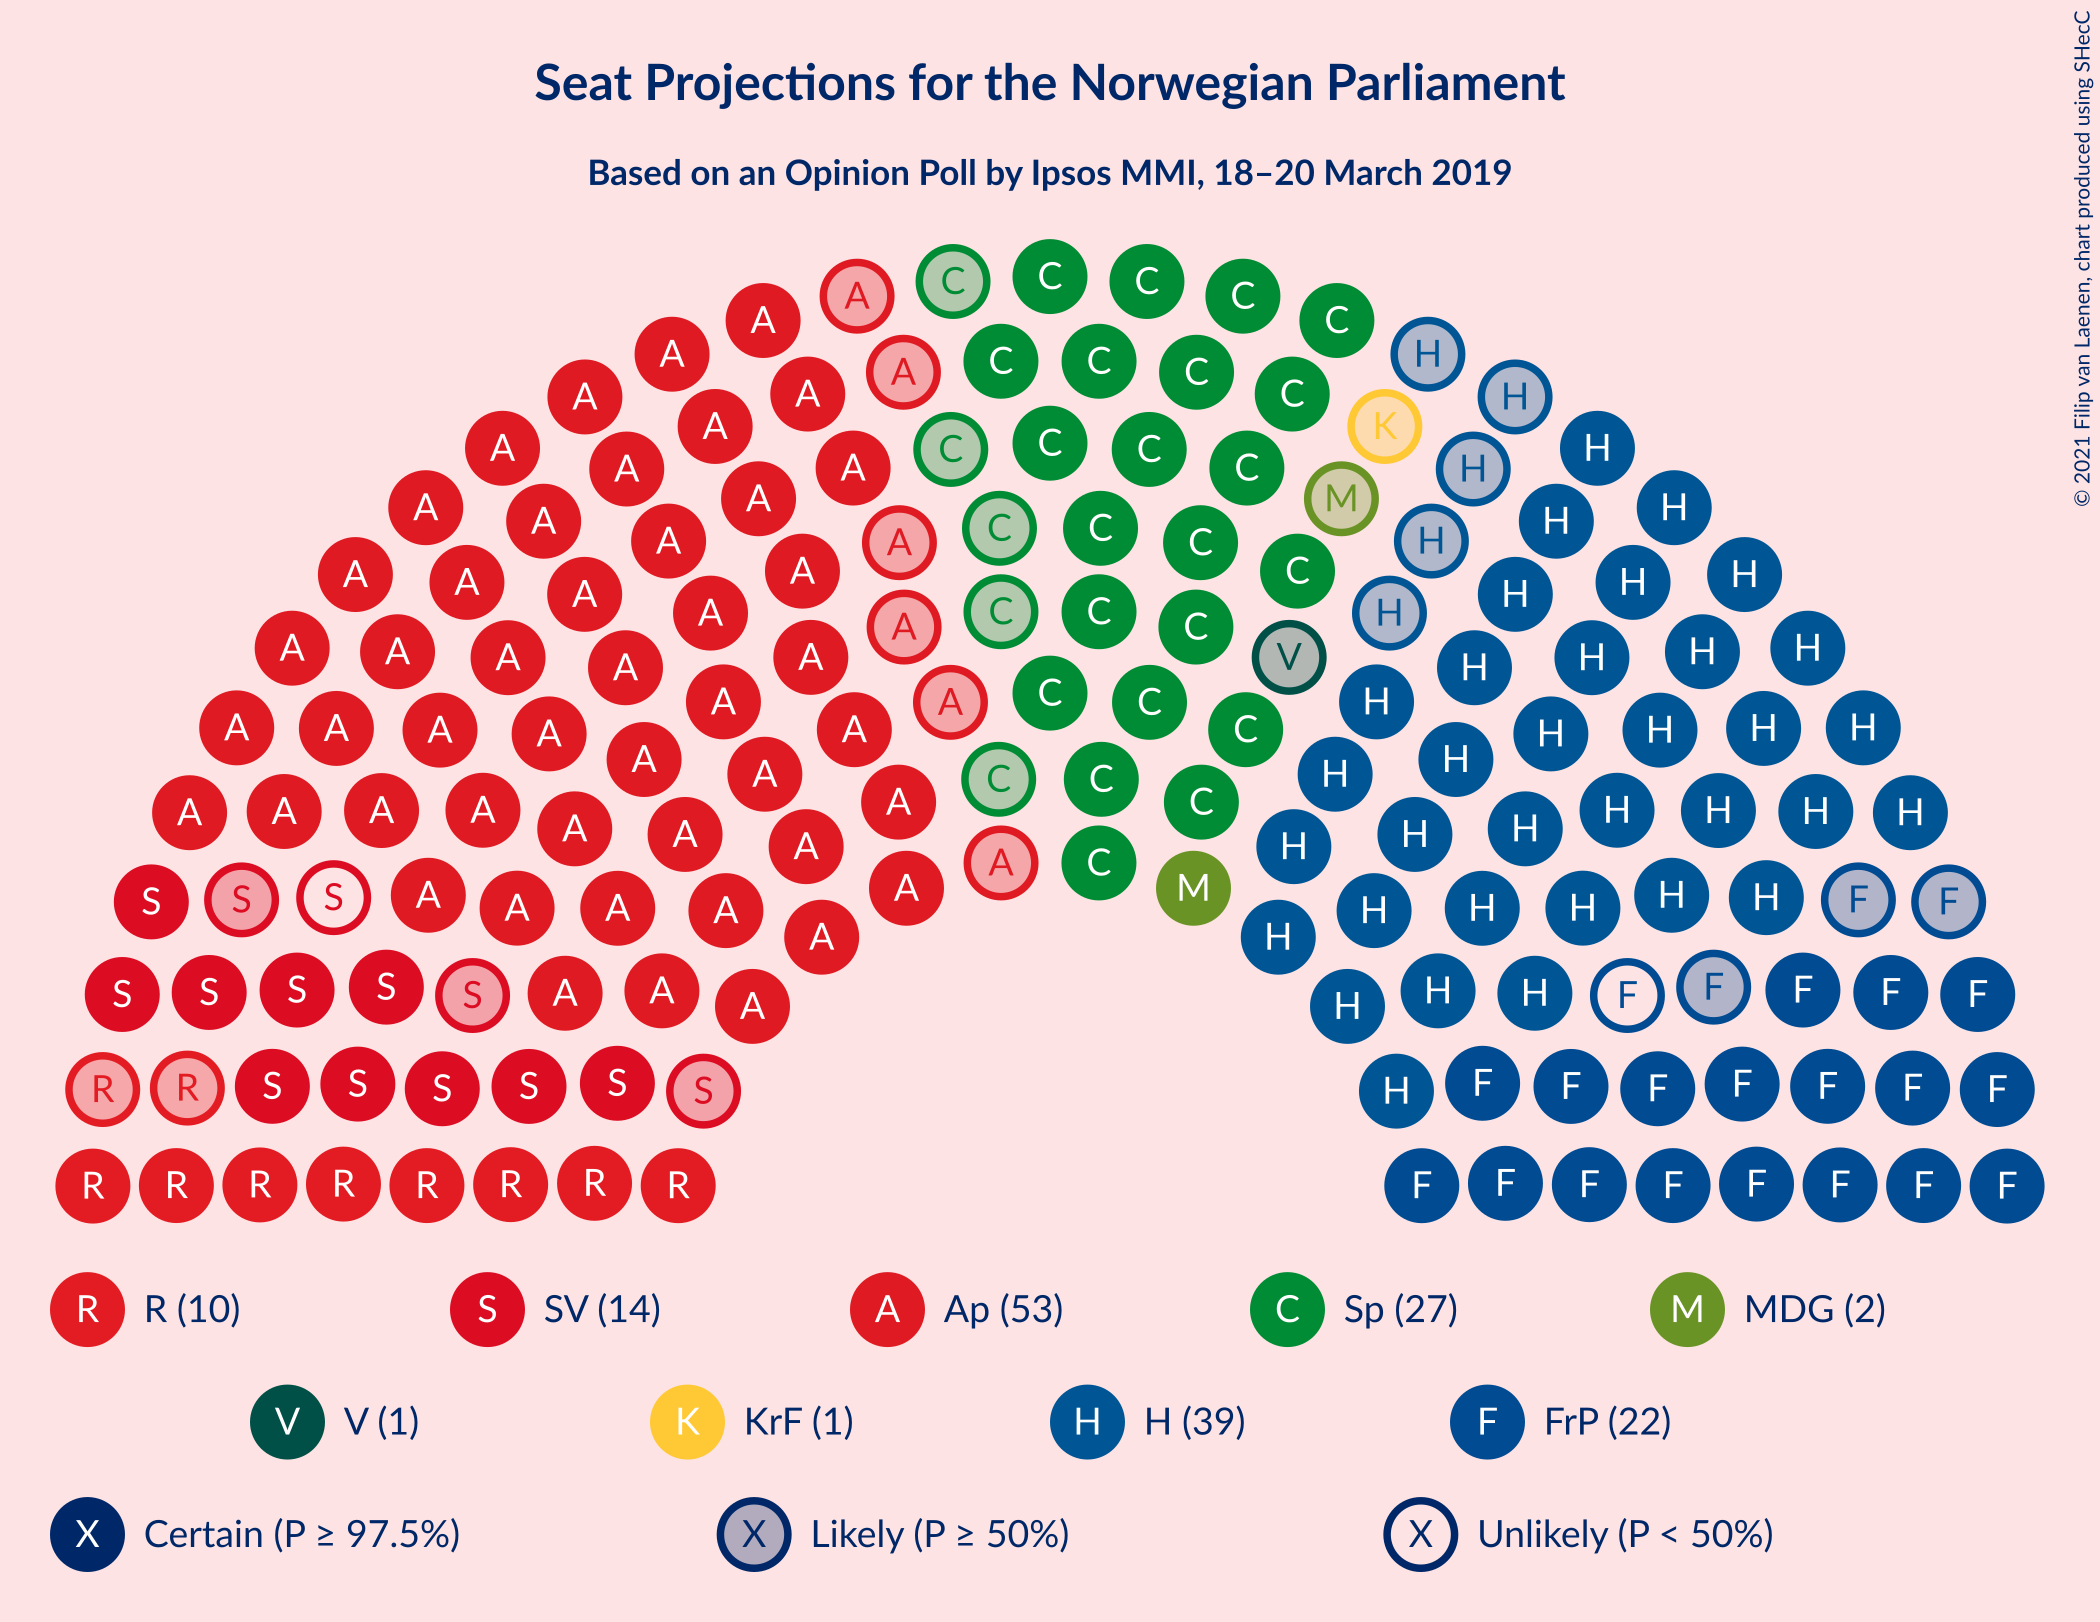 Seat Projections for the Norwegian Parliament
Based on an Opinion Poll by Ipsos MMI, 18–20 March 2019
© 2021 Filip van Laenen, chart produced using SHecC
A A C C C C C H H
A A A A C C C C K H H
A A A A A C C C C M H H H
A A A A A A C C C C H H H H
A A A A A A C C C V H H H H
A A A A A A A C C C H H H H H
A A A A A A A A C C C H H H H H H
A A A A A A A C C M H H H H H H H
S S S A A A A A H H H H H H F F
S S S S S A A A H H H F F F F F
R R S S S S S S H F F F F F F F
R R R R R R R R F F F F F F F F
R R (10) S SV (14) A Ap (53) C Sp (27) M MDG (2)
V V (1) K KrF (1) H H (39) F FrP (22)
X Certain (P ≥ 97.5%) X Likely (P ≥ 50%) X Unlikely (P < 50%)